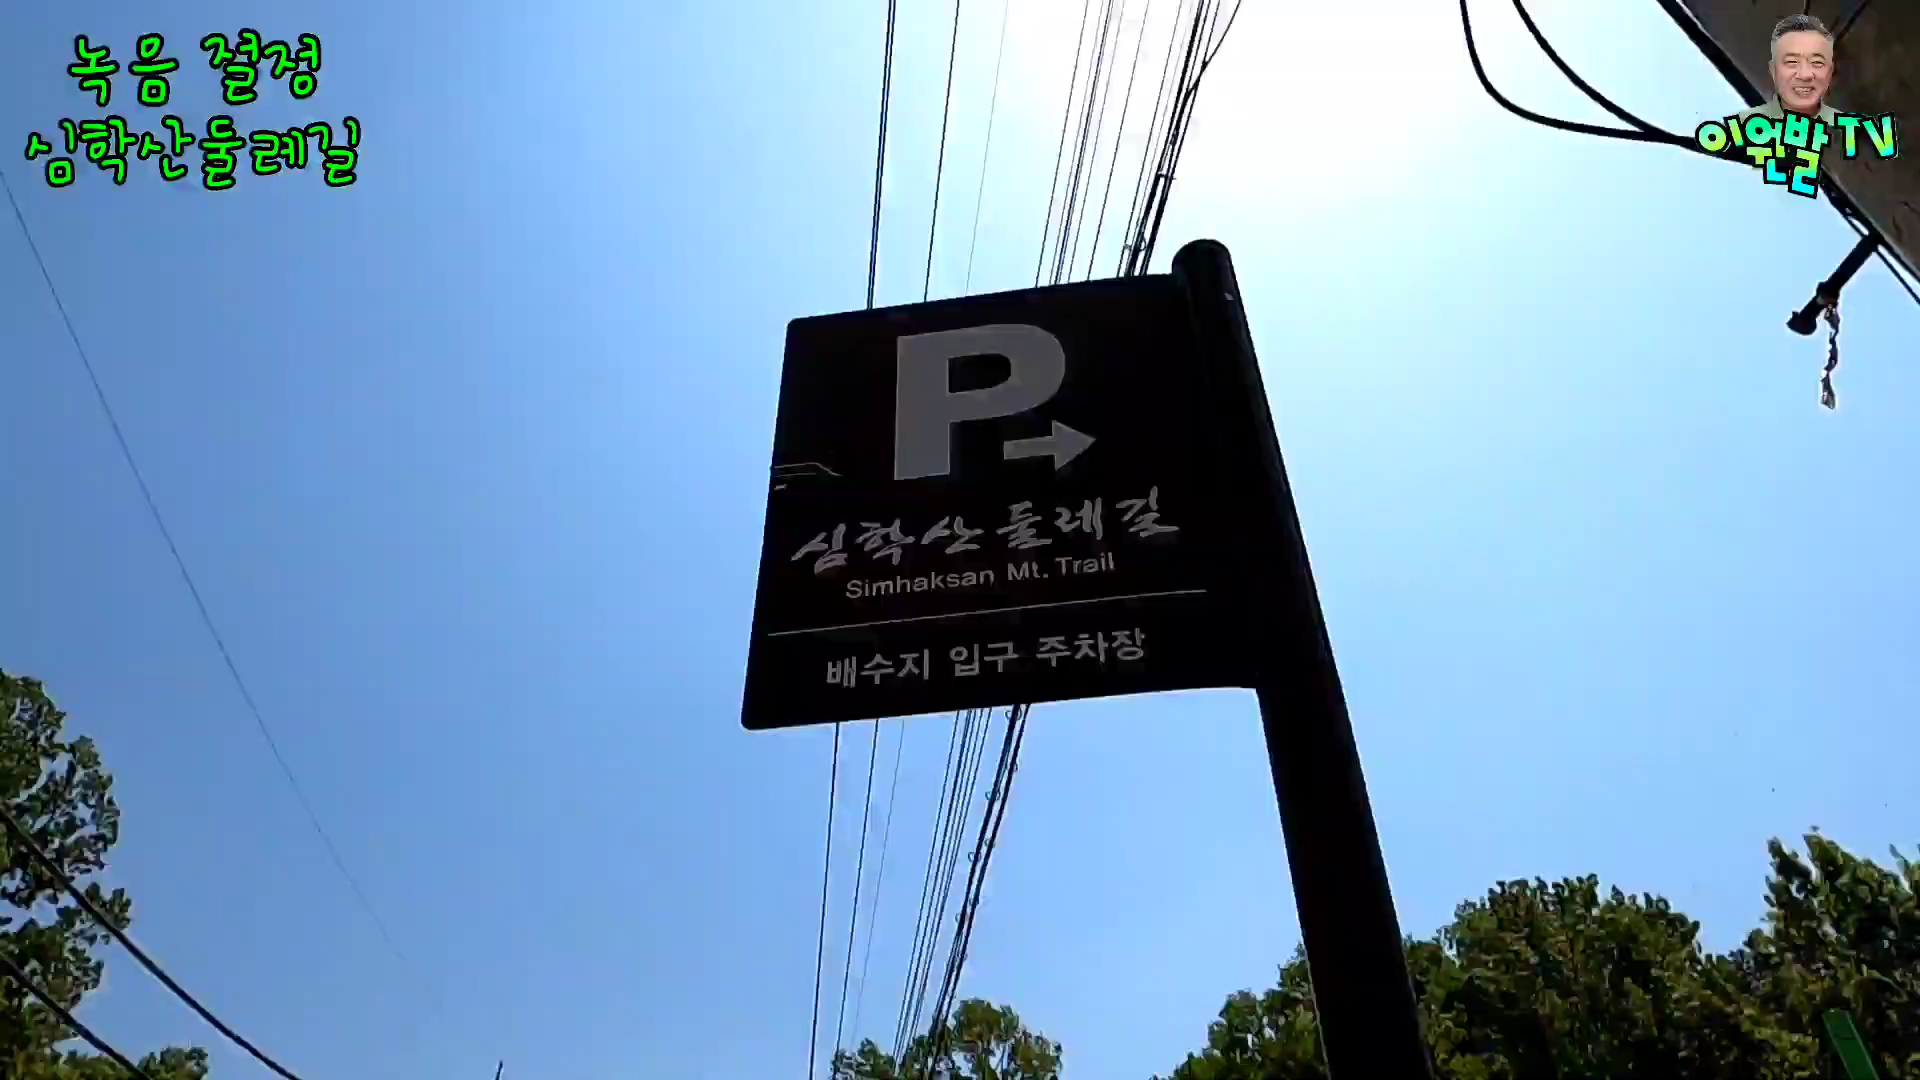 녹음 절정
심학산둘레길
이원발 TV
P
심학산둘레길
Simhaksan Mt. Trail
배수지 입구 주차장